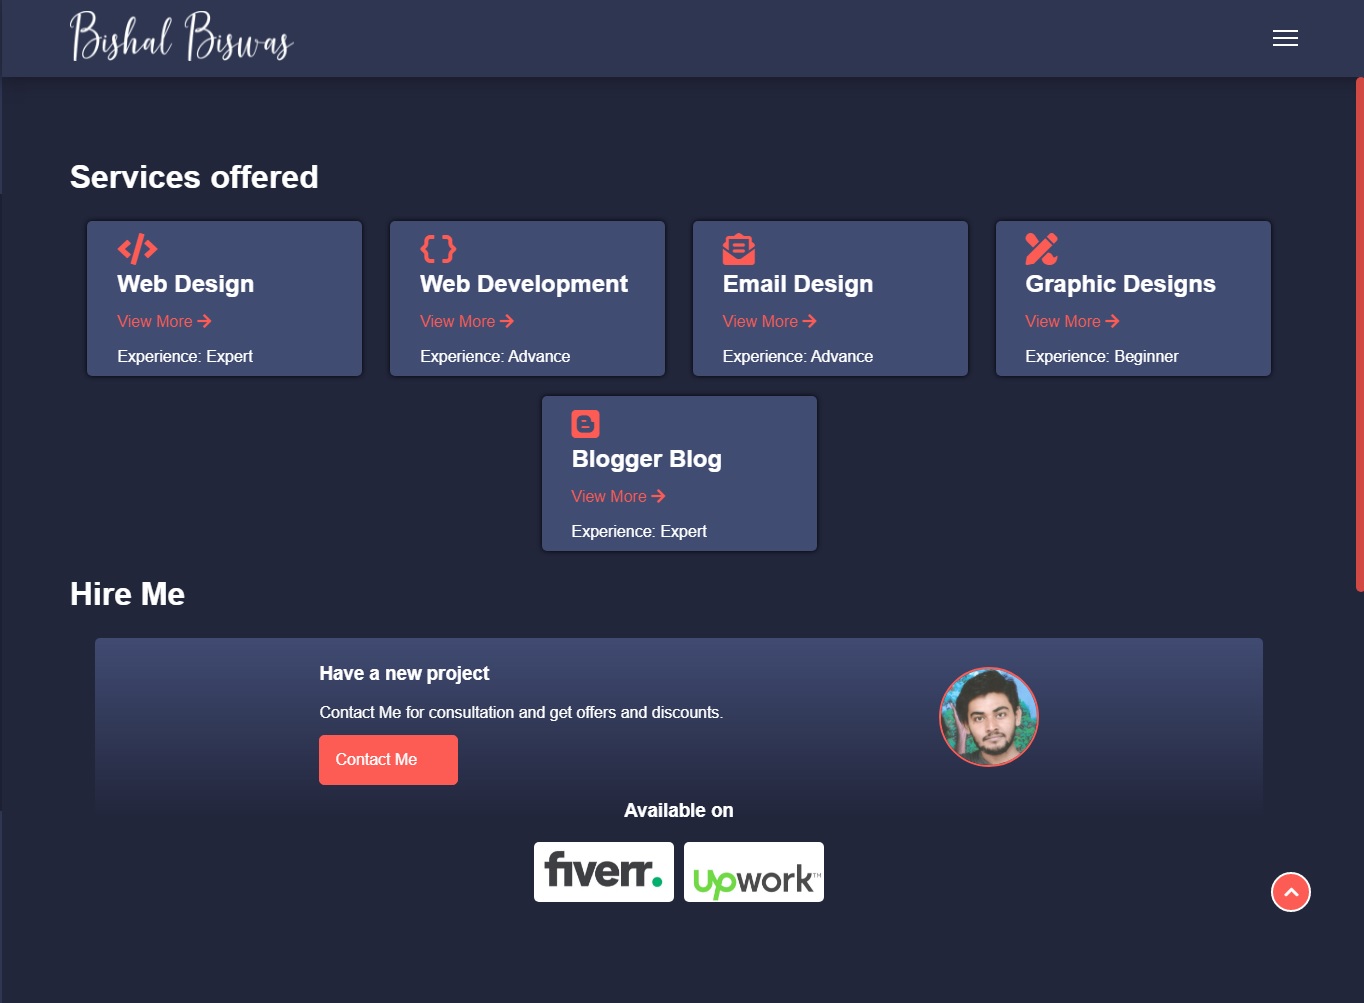 Bishal Biswas
Services offered
Web Design
View More
Experience: Expert
Web Development
View More
Experience: Advance
Email Design
View More
Experience: Advance
Graphic Designs
View More
Experience: Beginner
Blogger Blog
View More
Experience: Expert
Hire Me
Have a new project
Contact Me for consultation and get offers and discounts.
Contact Me
Available on
fiverr.
upwork™